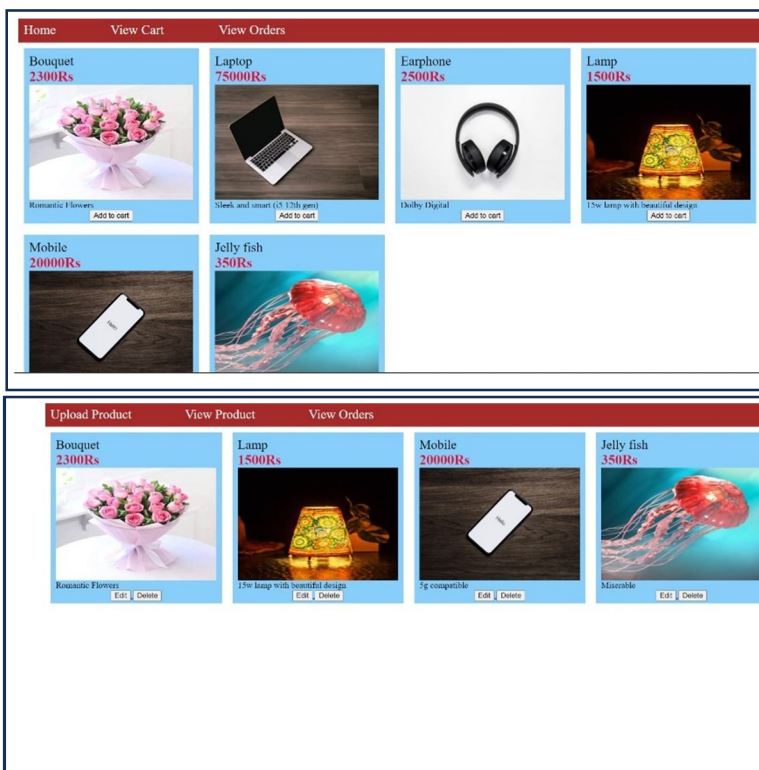 Home View Cart View Orders
Bouquet Laptop Earphone Lamp
2300Rs 75000Rs 2500Rs 1500Rs
Romantic Flowers Sleek and smart (i5 12th gen) Dolby Digital 15w lamp with beautiful design
Add to cart Add to cart Add to cart Add to cart
Mobile Jelly fish
20000Rs 350Rs
Hello
Upload Product View Product View Orders
Bouquet Lamp Mobile Jelly fish
2300Rs 1500Rs 20000Rs 350Rs
Hello
Romantic Flowers 15w lamp with beautiful design 5g compatible Miserable
Edit Delete Edit Delete Edit Delete Edit Delete